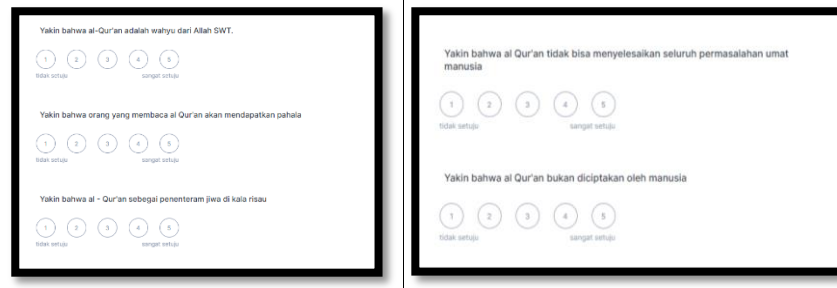 Yakin bahwa al-Qur'an adalah wahyu dari Allah SWT.
1 2 3 4 5
tidak setuju sangat setuju
Yakin bahwa orang yang membaca al Qur'an akan mendapatkan pahala
1 2 3 4 5
tidak setuju sangat setuju
Yakin bahwa al - Qur'an sebegai penenteram jiwa di kala risau
1 2 3 4 5
tidak setuju sangat setuju
Yakin bahwa al Qur'an tidak bisa menyelesaikan seluruh permasalahan umat
manusia
1 2 3 4 5
tidak setuju sangat setuju
Yakin bahwa al Qur'an bukan diciptakan oleh manusia
1 2 3 4 5
tidak setuju sangat setuju